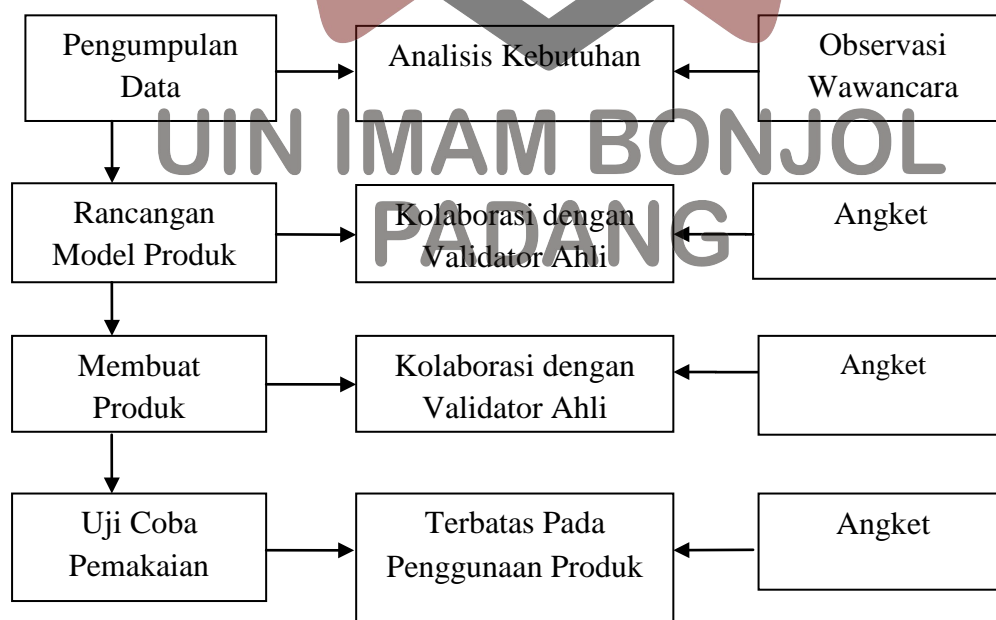 Pengumpulan
Data
Analisis Kebutuhan
Observasi
Wawancara
UIN IMAM BONJOL
PADANG
Rancangan
Model Produk
Kolaborasi dengan
Validator Ahli
Angket
Membuat
Produk
Kolaborasi dengan
Validator Ahli
Angket
Uji Coba
Pemakaian
Terbatas Pada
Penggunaan Produk
Angket